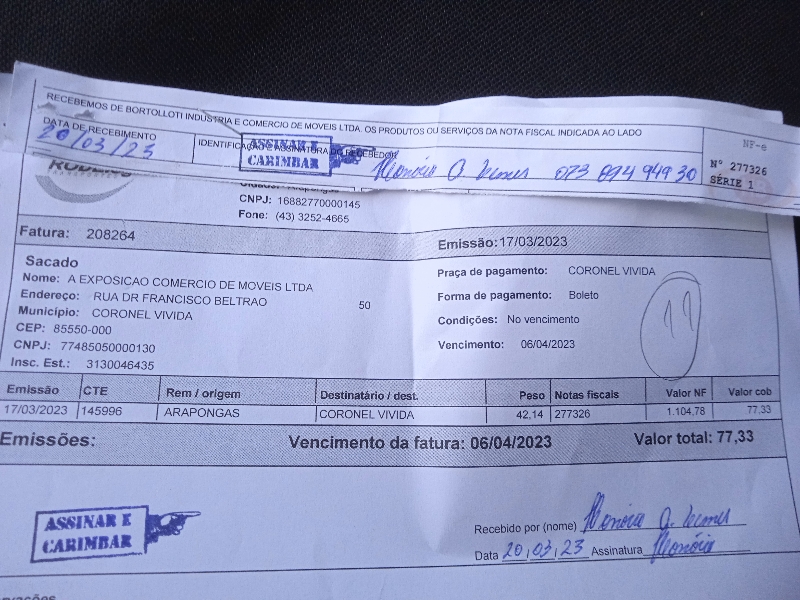 RECEBEMOS DE BORTOLLOTI INDUSTRIA E COMERCIO DE MOVEIS LTDA. OS PRODUTOS OU SERVIÇOS DA NOTA FISCAL INDICADA AO LADO
NF-e
Nº 277326
SÉRIE 1
DATA DE RECEBIMENTO
20/03/23
IDENTIFICAÇÃO E ASSINATURA DO RECEBEDOR
ASSINAR E
CARIMBAR
073 894 949 30
CNPJ: 16882770000145
Fone: (43) 3252-4665
Fatura: 208264
Emissão: 17/03/2023
Sacado
Nome: A EXPOSICAO COMERCIO DE MOVEIS LTDA
Endereço: RUA DR FRANCISCO BELTRAO 50
Município: CORONEL VIVIDA
CEP: 85550-000
CNPJ: 77485050000130
Insc. Est.: 3130046435
Praça de pagamento: CORONEL VIVIDA
Forma de pagamento: Boleto
Condições: No vencimento
Vencimento: 06/04/2023
11
Emissão CTE Rem / origem Destinatário / dest. Peso Notas fiscais Valor NF Valor cob
17/03/2023 145996 ARAPONGAS CORONEL VIVIDA 42,14 277326 1.104,78 77,33
Emissões: Vencimento da fatura: 06/04/2023 Valor total: 77,33
ASSINAR E
CARIMBAR
Recebido por (nome)
Data 20/03/23 Assinatura